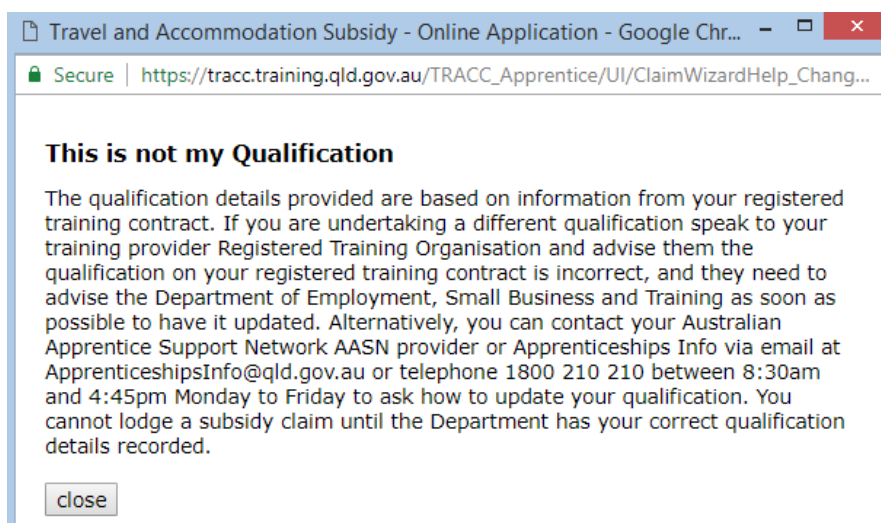 Travel and Accommodation Subsidy - Online Application - Google Chr...
Secure | https://tracc.training.qld.gov.au/TRACC_Apprentice/UI/ClaimWizardHelp_Chang...
This is not my Qualification
The qualification details provided are based on information from your registered
training contract. If you are undertaking a different qualification speak to your
training provider Registered Training Organisation and advise them the
qualification on your registered training contract is incorrect, and they need to
advise the Department of Employment, Small Business and Training as soon as
possible to have it updated. Alternatively, you can contact your Australian
Apprentice Support Network AASN provider or Apprenticeships Info via email at
ApprenticeshipsInfo@qld.gov.au or telephone 1800 210 210 between 8:30am
and 4:45pm Monday to Friday to ask how to update your qualification. You
cannot lodge a subsidy claim until the Department has your correct qualification
details recorded.
close